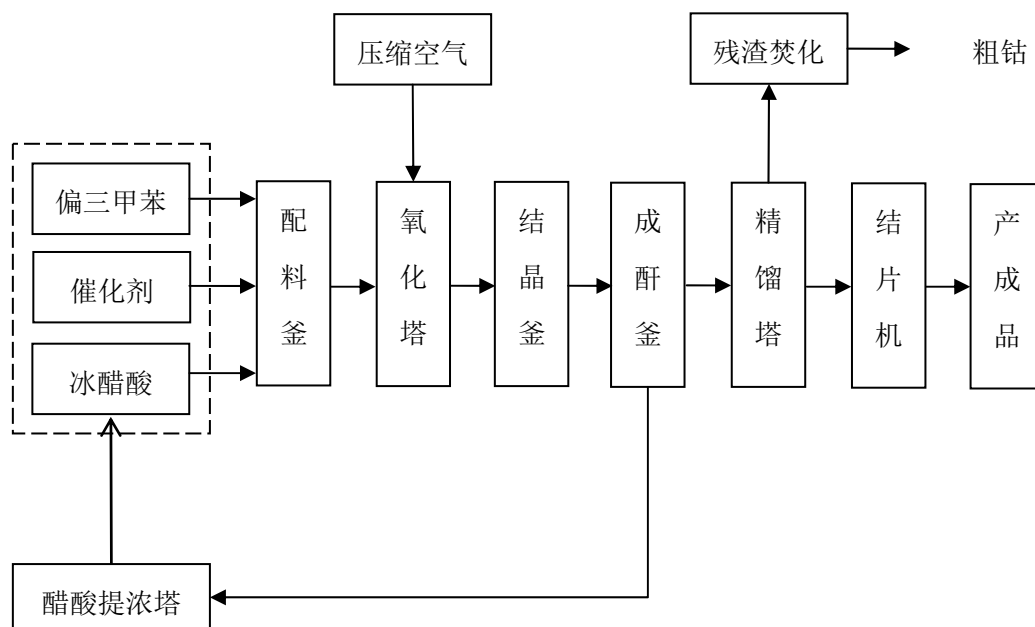 压缩空气
残渣焚化
粗钴
偏三甲苯
催化剂
冰醋酸
配料釜
氧化塔
结晶釜
成酐釜
精馏塔
结片机
产成品
醋酸提浓塔